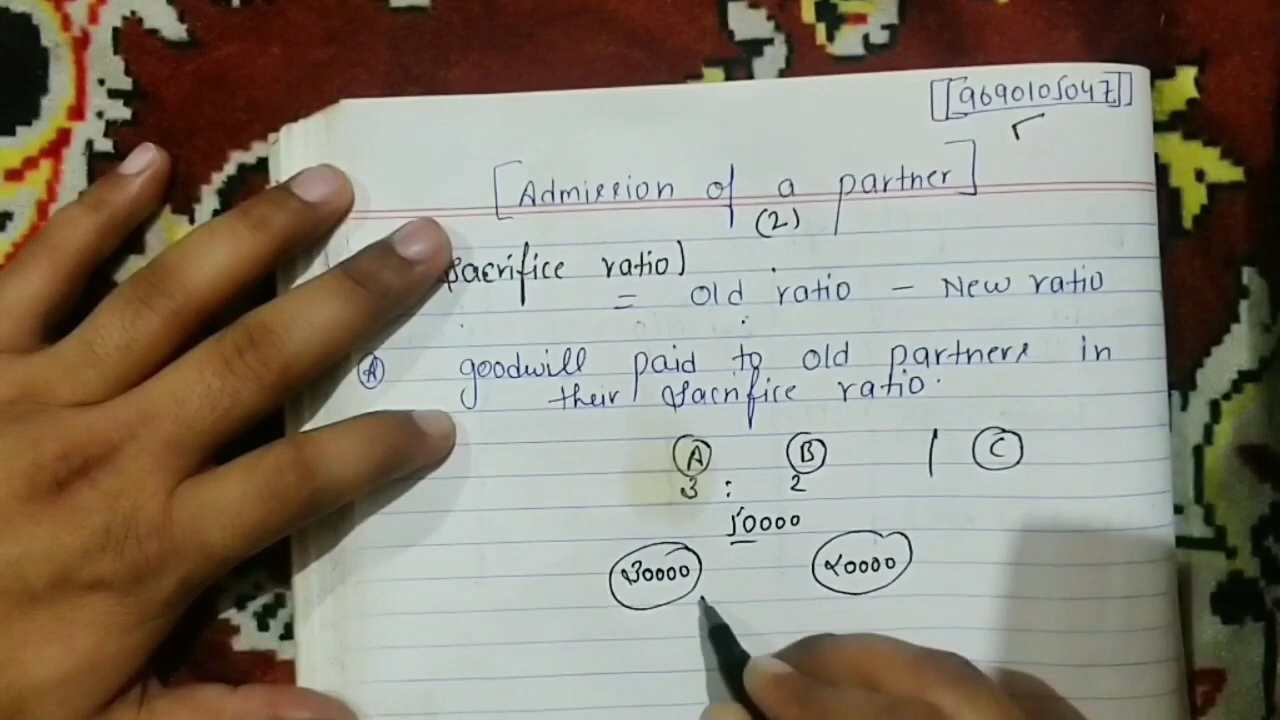 [[9690105047]]
[Admission of a partner]
(2)
sacrifice ratio)
= old ratio - New ratio
(A) goodwill paid to old partners in
their sacrifice ratio.
A B | C
3 : 2
50000
30000 20000